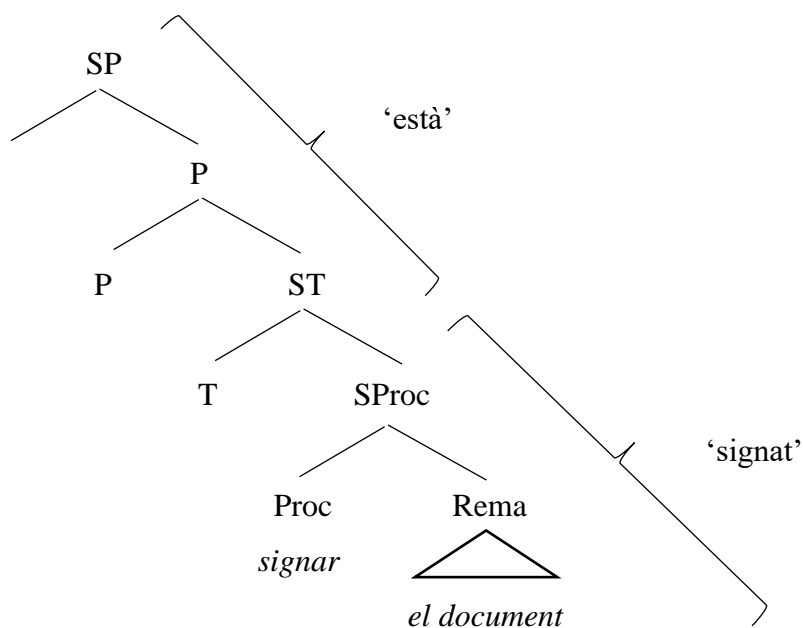 SP
‘està’
P
P ST
T SProc
‘signat’
Proc Rema
signar
el document